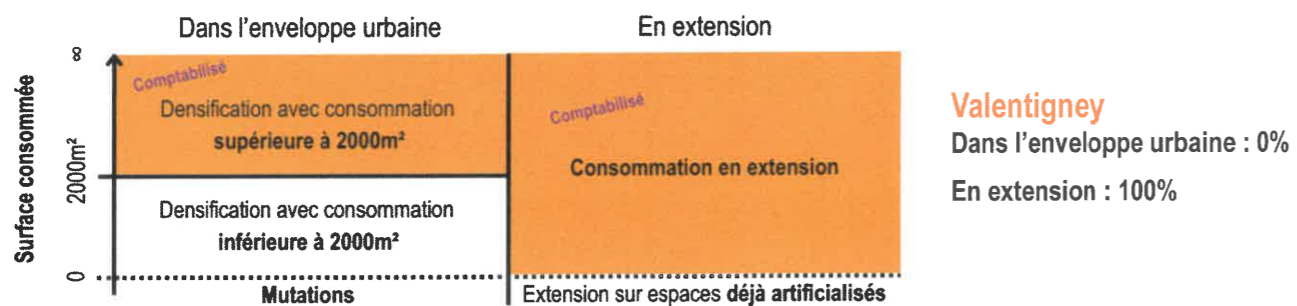 Dans l'enveloppe urbaine
En extension
Surface consommée
∞
2000m²
0
Comptabilisé
Densification avec consommation
supérieure à 2000m²
Densification avec consommation
inférieure à 2000m²
Mutations
Comptabilisé
Consommation en extension
Extension sur espaces déjà artificialisés
Valentigney
Dans l'enveloppe urbaine : 0%
En extension : 100%